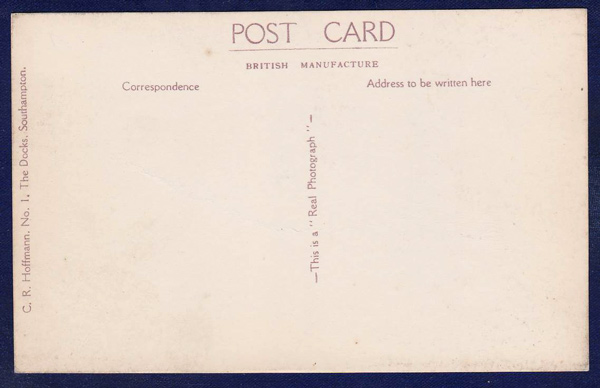 POST CARD
BRITISH MANUFACTURE
Correspondence
Address to be written here
—This is a "Real Photograph"—
C. R. Hoffmann, No. 1, The Docks, Southampton.